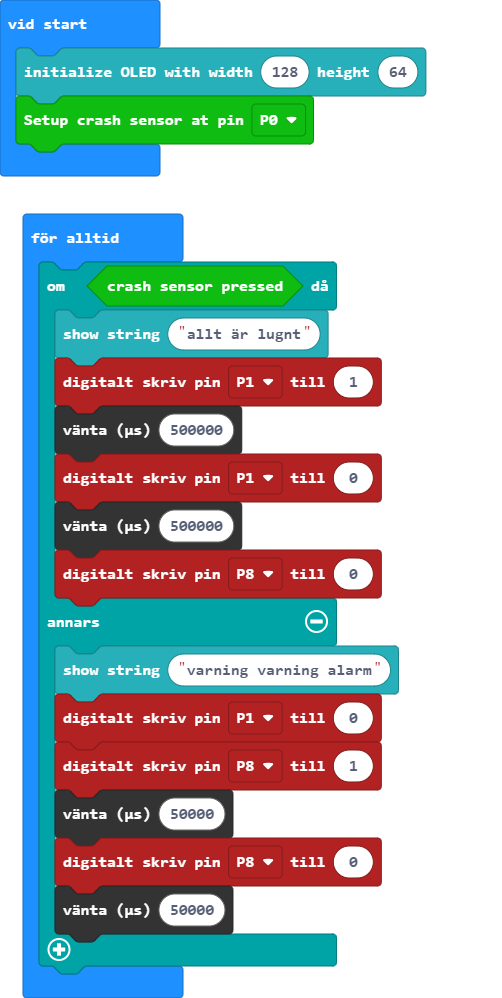 vid start
initialize OLED with width 128 height 64
Setup crash sensor at pin P0
för alltid
om crash sensor pressed då
show string "allt är lugnt"
digitalt skriv pin P1 till 1
vänta (µs) 500000
digitalt skriv pin P1 till 0
vänta (µs) 500000
digitalt skriv pin P8 till 0
annars
show string "varning varning alarm"
digitalt skriv pin P1 till 0
digitalt skriv pin P8 till 1
vänta (µs) 50000
digitalt skriv pin P8 till 0
vänta (µs) 50000